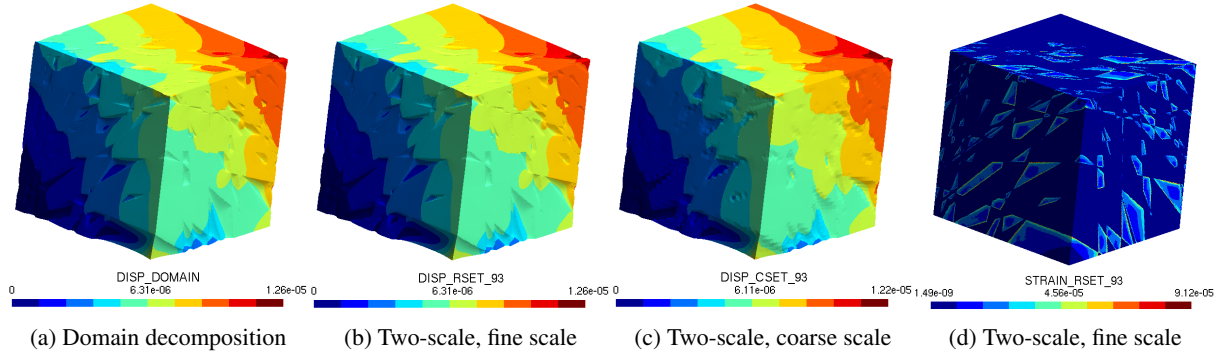 DISP_DOMAIN
0 6.31e-06 1.26e-05
(a) Domain decomposition
DISP_RSET_93
0 6.31e-06 1.26e-05
(b) Two-scale, fine scale
DISP_CSET_93
0 6.11e-06 1.22e-05
(c) Two-scale, coarse scale
STRAIN_RSET_93
1.49e-09 4.56e-05 9.12e-05
(d) Two-scale, fine scale